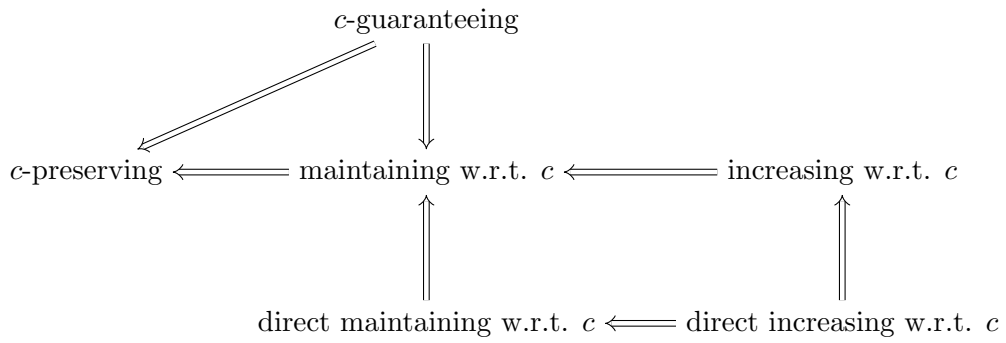 c-guaranteeing
c-preserving
maintaining w.r.t. c
increasing w.r.t. c
direct maintaining w.r.t. c
direct increasing w.r.t. c